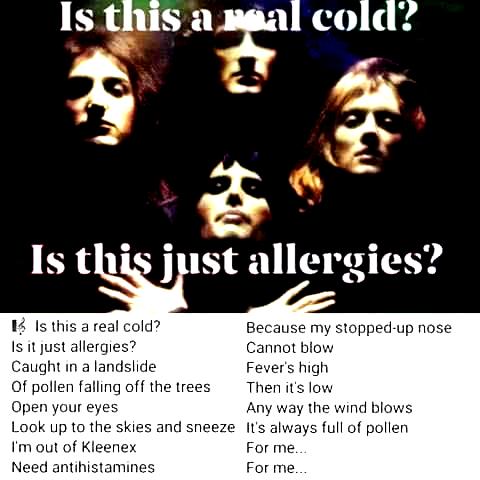 Is this a real cold?
Is this just allergies?
Is this a real cold?
Is it just allergies?
Caught in a landslide
Of pollen falling off the trees
Open your eyes
Look up to the skies and sneeze
I'm out of Kleenex
Need antihistamines
Because my stopped-up nose
Cannot blow
Fever's high
Then it's low
Any way the wind blows
It's always full of pollen
For me...
For me...